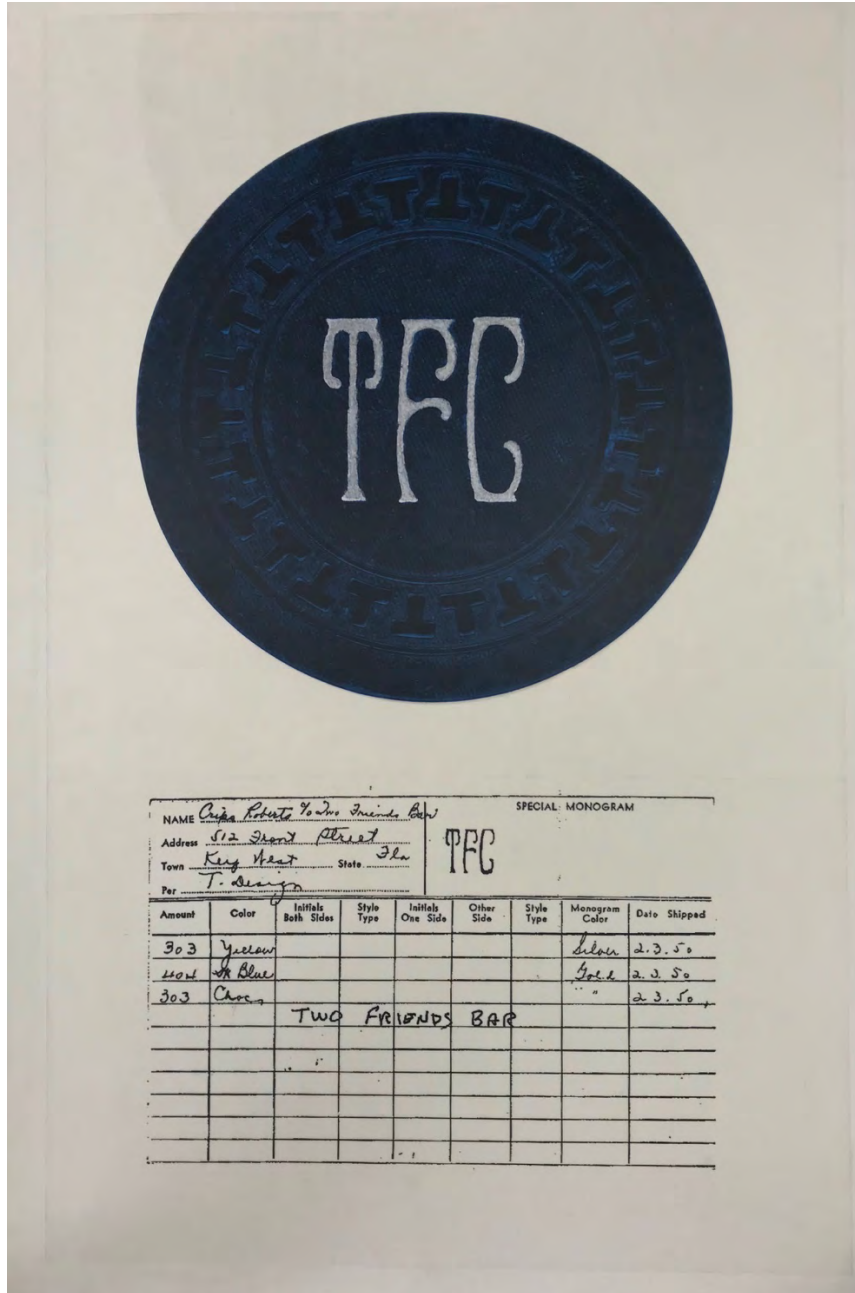 TFC
NAME Cripe Roberts % Two Friends Bar
Address 512 Front Street
Town Key West State Fla
Per T. Design
SPECIAL MONOGRAM
TFC
Amount Color Initials Both Sides Style Type Initials One Side Other Side Style Type Monogram Color Date Shipped
303 Yellow Silver 2.3.50
404 Dk Blue Gold 2.3.50
303 Choc " " 2 3.50
TWO FRIENDS BAR